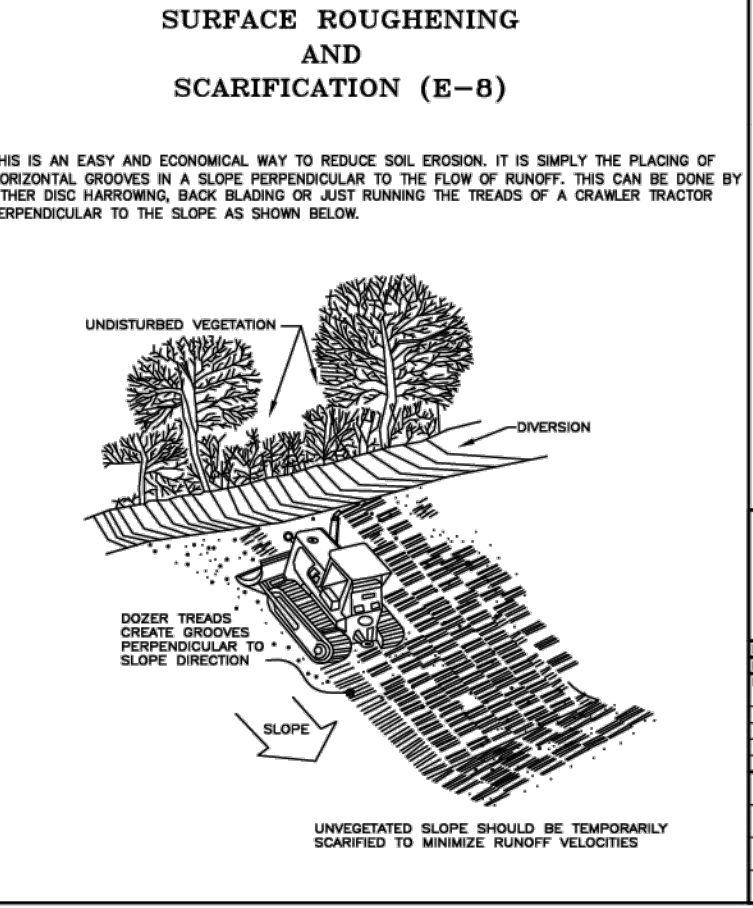 SURFACE ROUGHENING
AND
SCARIFICATION (E-8)
HIS IS AN EASY AND ECONOMICAL WAY TO REDUCE SOIL EROSION. IT IS SIMPLY THE PLACING OF
ORIZONTAL GROOVES IN A SLOPE PERPENDICULAR TO THE FLOW OF RUNOFF. THIS CAN BE DONE BY
THER DISC HARROWING, BACK BLADING OR JUST RUNNING THE TREADS OF A CRAWLER TRACTOR
ERPENDICULAR TO THE SLOPE AS SHOWN BELOW.
UNDISTURBED VEGETATION
DIVERSION
DOZER TREADS
CREATE GROOVES
PERPENDICULAR TO
SLOPE DIRECTION
SLOPE
UNVEGETATED SLOPE SHOULD BE TEMPORARILY
SCARIFIED TO MINIMIZE RUNOFF VELOCITIES